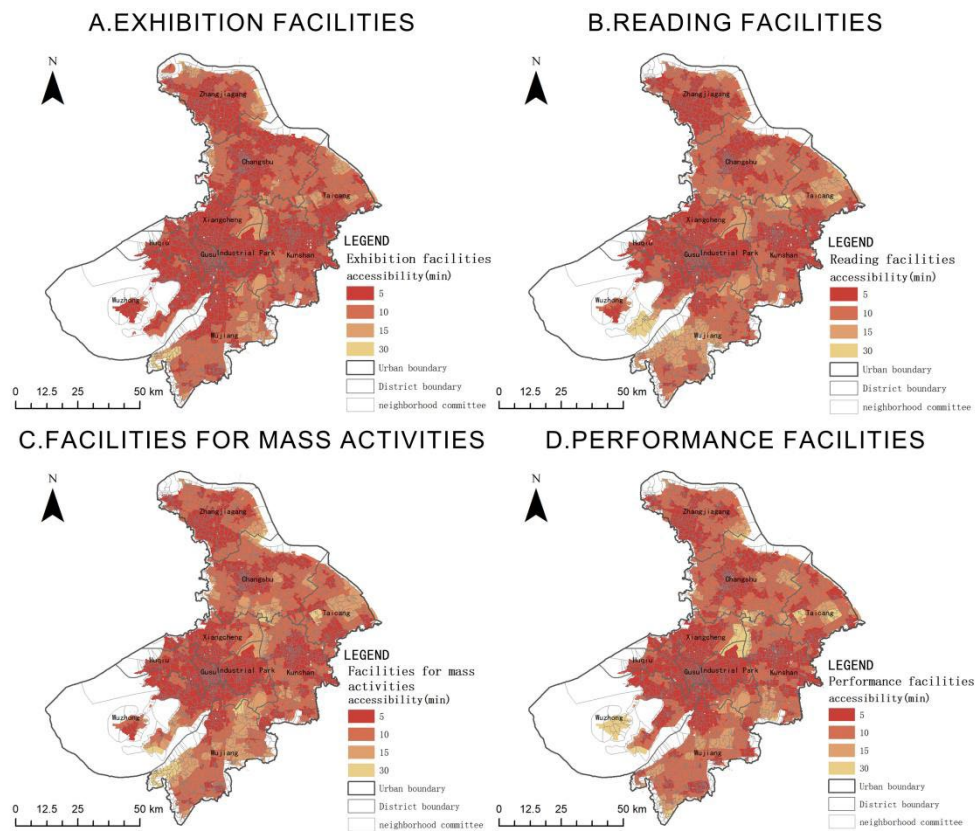 A.EXHIBITION FACILITIES
N
Zhangjiagang
Changshu
Taicang
Xiangcheng
Huqiu
Gusu
Industrial Park
Kunshan
Wuzhong
Wujiang
LEGEND
Exhibition facilities
accessibility(min)
5
10
15
30
Urban boundary
District boundary
neighborhood committee
0 12.5 25 50 km
B.READING FACILITIES
N
Zhangjiagang
Changshu
Taicang
Xiangcheng
Huqiu
Gusu
Industrial Park
Kunshan
Wuzhong
Wujiang
LEGEND
Reading facilities
accessibility(min)
5
10
15
30
Urban boundary
District boundary
neighborhood committee
0 12.5 25 50 km
C.FACILITIES FOR MASS ACTIVITIES
N
Zhangjiagang
Changshu
Taicang
Xiangcheng
Huqiu
Gusu
Industrial Park
Kunshan
Wuzhong
Wujiang
LEGEND
Facilities for mass
activities
accessibility(min)
5
10
15
30
Urban boundary
District boundary
neighborhood committee
0 12.5 25 50 km
D.PERFORMANCE FACILITIES
N
Zhangjiagang
Changshu
Taicang
Xiangcheng
Huqiu
Gusu
Industrial Park
Kunshan
Wuzhong
Wujiang
LEGEND
Performance facilities
accessibility(min)
5
10
15
30
Urban boundary
District boundary
neighborhood committee
0 12.5 25 50 km